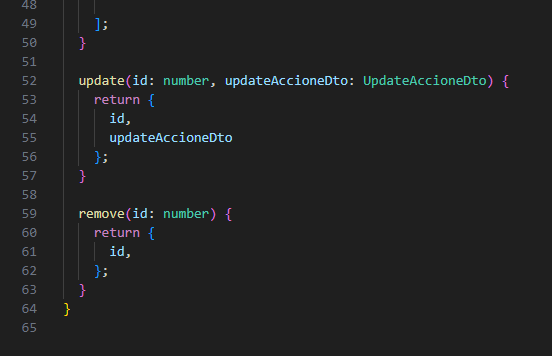 48
49 ];
50 }
51
52 update(id: number, updateAccioneDto: UpdateAccioneDto) {
53 return {
54 id,
55 updateAccioneDto
56 };
57 }
58
59 remove(id: number) {
60 return {
61 id,
62 };
63 }
64 }
65